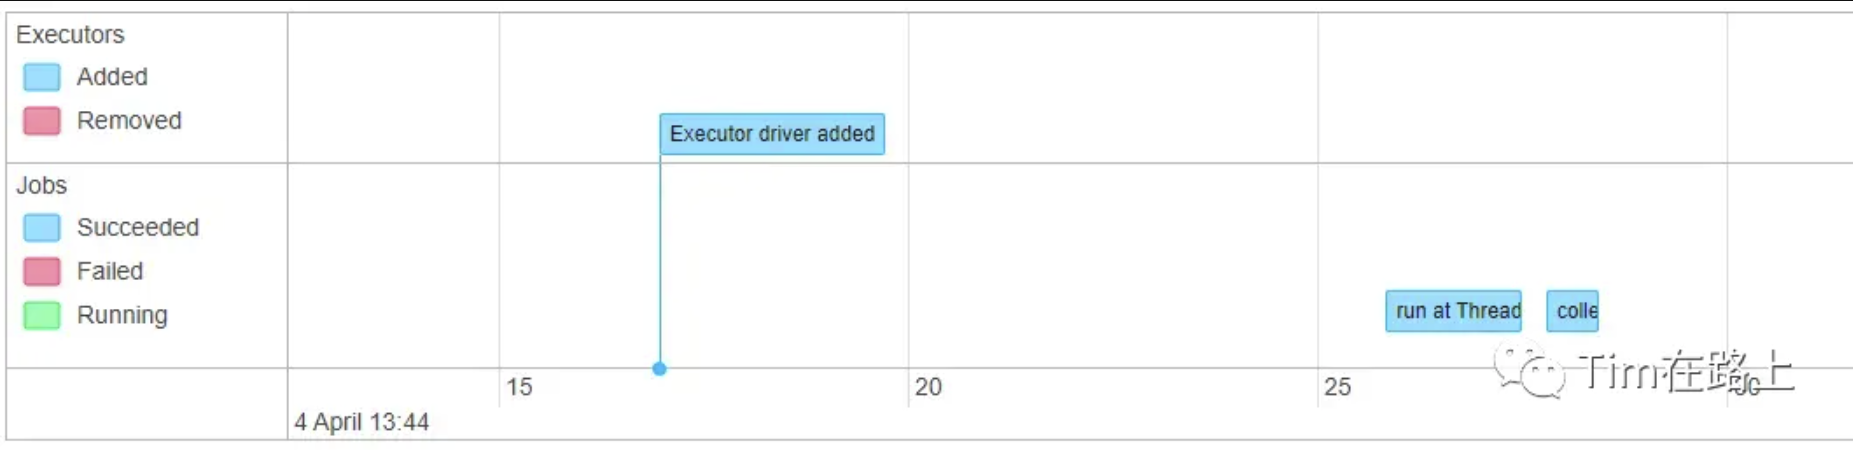 Executors
Added
Removed
Executor driver added
Jobs
Succeeded
Failed
Running
run at Thread
colle
Tim在路上
15
20
25
30
4 April 13:44